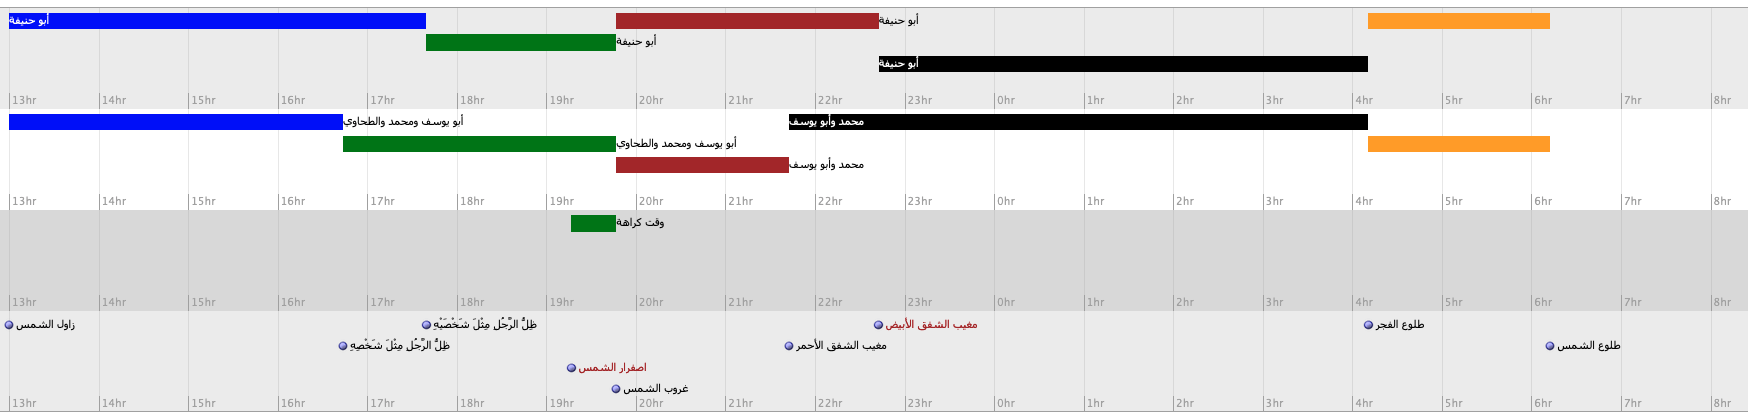 أبو حنيفة أبو حنيفة
أبو حنيفة
أبو حنيفة
13hr 14hr 15hr 16hr 17hr 18hr 19hr 20hr 21hr 22hr 23hr 0hr 1hr 2hr 3hr 4hr 5hr 6hr 7hr 8hr
أبو يوسف ومحمد والطحاوي محمد وأبو يوسف
أبو يوسف ومحمد والطحاوي
محمد وأبو يوسف
13hr 14hr 15hr 16hr 17hr 18hr 19hr 20hr 21hr 22hr 23hr 0hr 1hr 2hr 3hr 4hr 5hr 6hr 7hr 8hr
وقت كراهة
13hr 14hr 15hr 16hr 17hr 18hr 19hr 20hr 21hr 22hr 23hr 0hr 1hr 2hr 3hr 4hr 5hr 6hr 7hr 8hr
زاول الشمس ظِلُّ الرَّجُلِ مِثْلَ شَخْصَيْهِ مغيب الشفق الأبيض طلوع الفجر
ظِلُّ الرَّجُلِ مِثْلَ شَخْصِهِ مغيب الشفق الأحمر طلوع الشمس
اصفرار الشمس
غروب الشمس
13hr 14hr 15hr 16hr 17hr 18hr 19hr 20hr 21hr 22hr 23hr 0hr 1hr 2hr 3hr 4hr 5hr 6hr 7hr 8hr